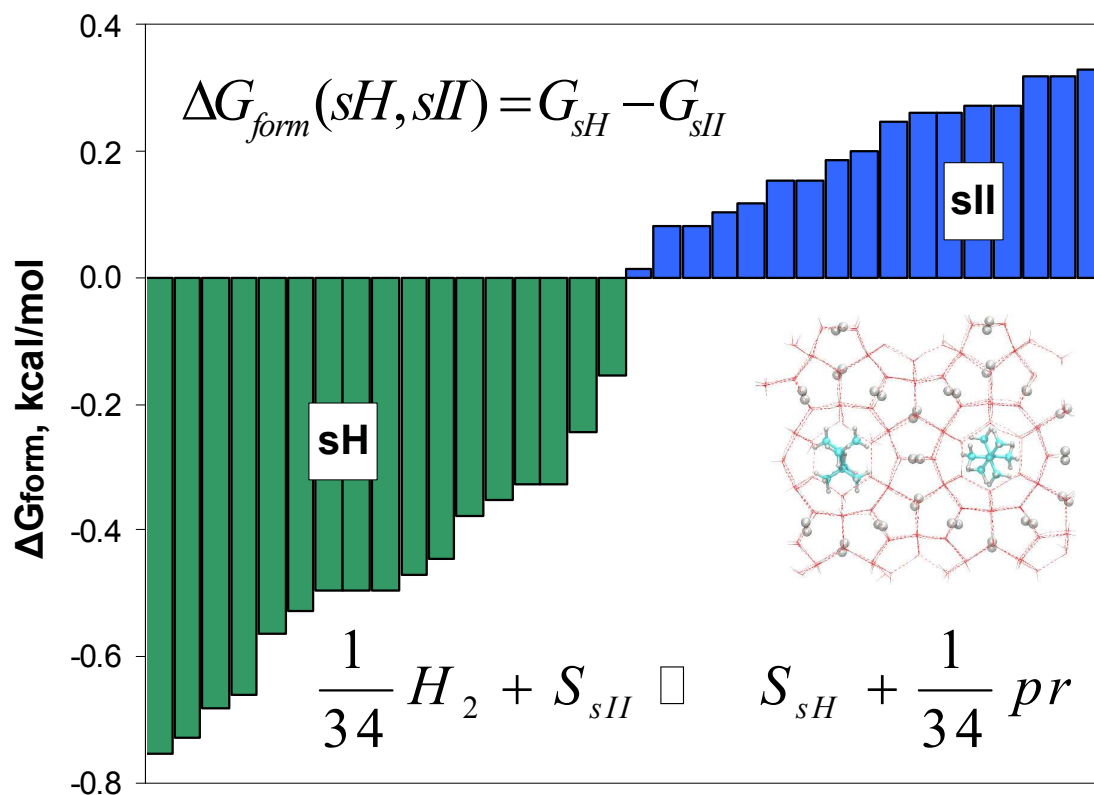 0.4
ΔG_form(sH, sII) = G_sH − G_sII
0.2
sII
0.0
ΔGform, kcal/mol
-0.2
sH
-0.4
-0.6
1/34 H_2 + S_sII □ S_sH + 1/34 pr
-0.8